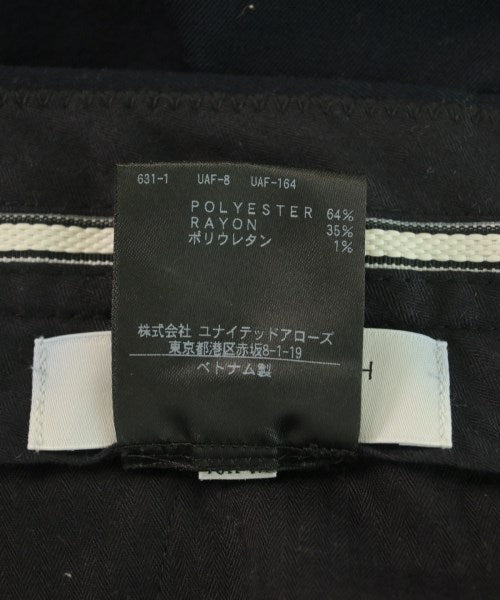 631-1 UAF-8 UAF-164
POLYESTER 64%
RAYON 35%
ポリウレタン 1%
株式会社 ユナイテッドアローズ
東京都港区赤坂8-1-19
ベトナム製
H